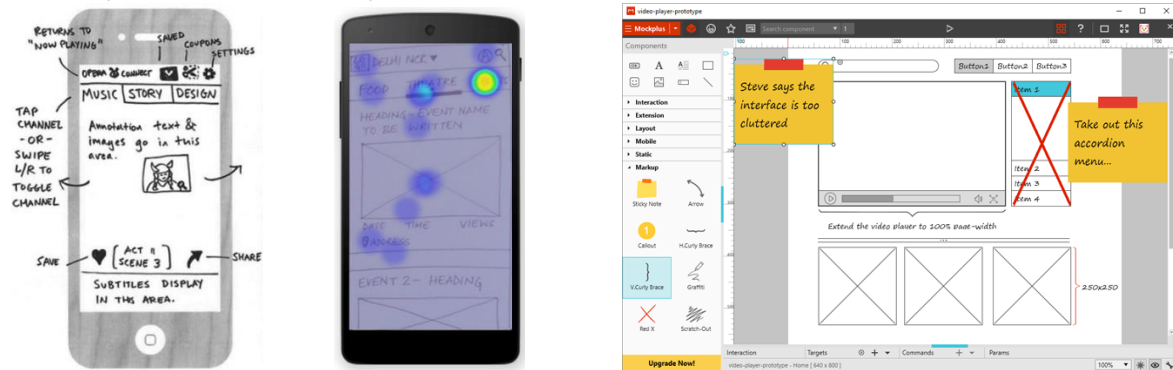 RETURNS TO
"NOW PLAYING"
SAVED
COUPONS
SETTINGS
OPERA CONNECT
MUSIC STORY DESIGN
TAP
CHANNEL
-OR-
SWIPE
L/R TO
TOGGLE
CHANNEL
Annotation text &
images go in this
area.
SAVE
ACT II
SCENE 3
SHARE
SUBTITLES DISPLAY
IN THIS AREA.
DELHI NCR
FOOD THEATRE
HEADING - EVENT NAME
TO BE WRITTEN
DATE TIME VIEWS
ADDRESS
EVENT 2 - HEADING
video-player-prototype
Mockplus
Search component
Components
Interaction
Extension
Layout
Mobile
Static
Markup
Sticky Note
Arrow
Callout
H.Curly Brace
V.Curly Brace
Graffiti
Red X
Scratch-Out
Upgrade Now!
Steve says the
interface is too
cluttered
Button1 Button2 Button3
Item 1
Item 2
Item 3
Item 4
Take out this
accordion
menu...
Extend the video player to 100% page-width
250x250
Interaction Targets Commands Params
video-player-prototype - Home [ 640 x 800 ]
100%